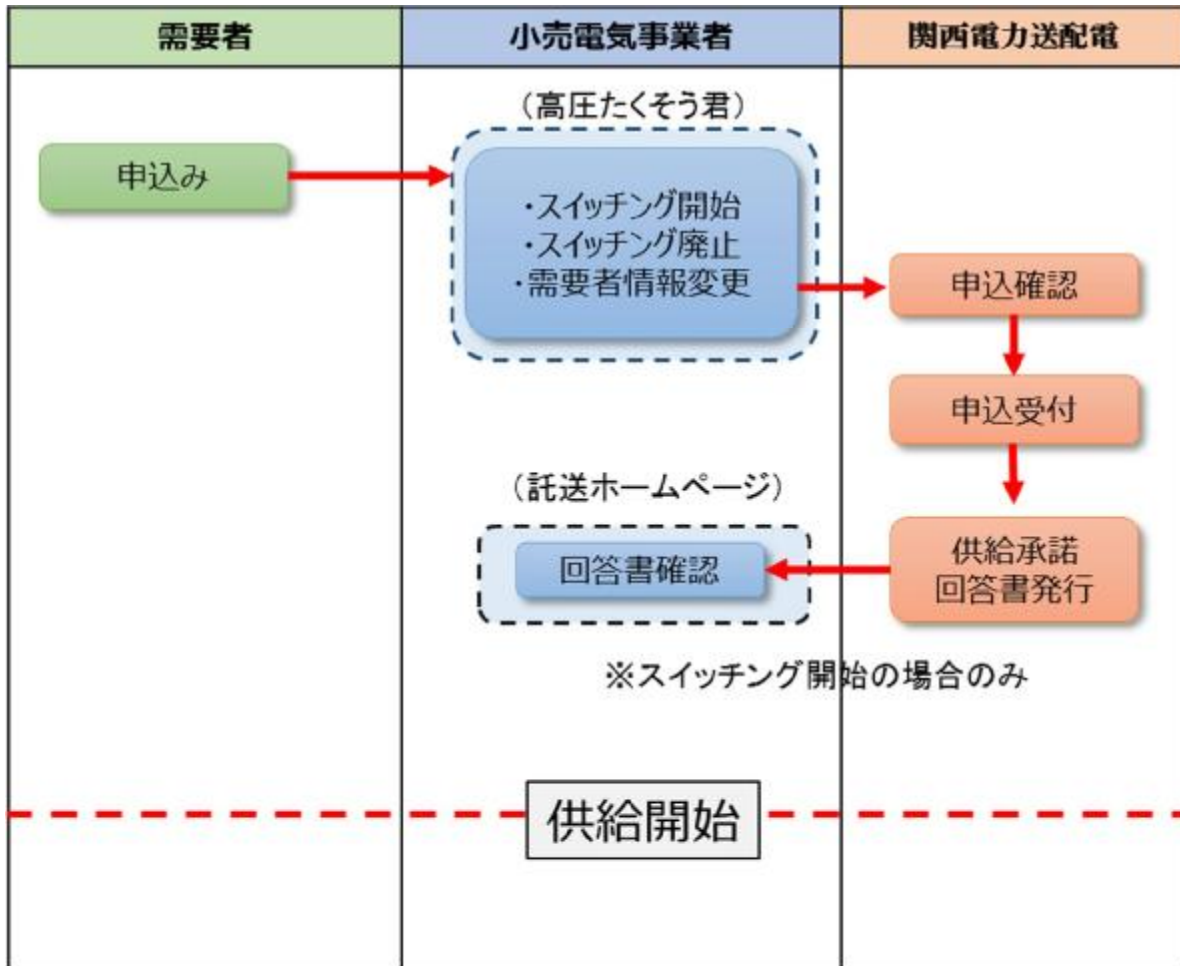 需要者
小売電気事業者
関西電力送配電
（高圧たくそう君）
申込み
・スイッチング開始
・スイッチング廃止
・需要者情報変更
申込確認
申込受付
（託送ホームページ）
供給承諾
回答書発行
回答書確認
※スイッチング開始の場合のみ
供給開始